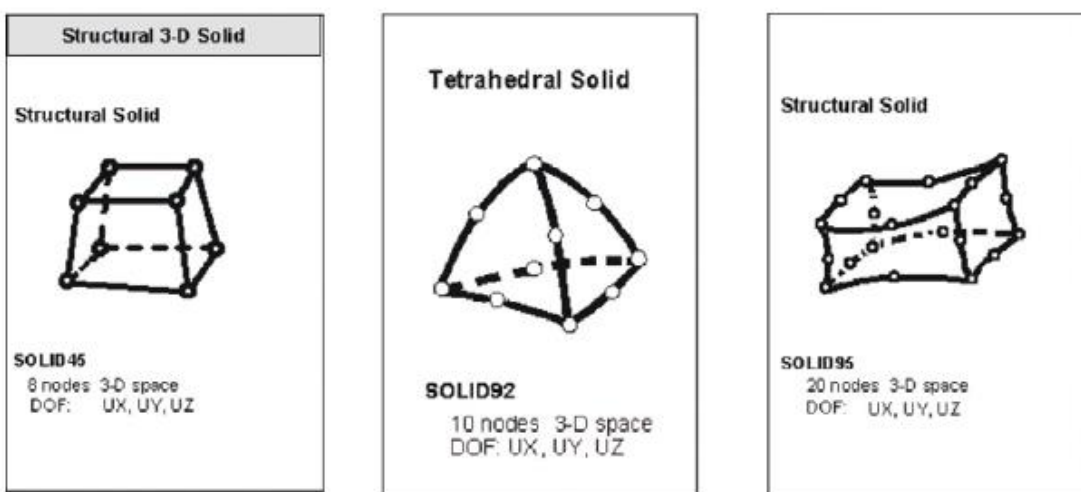 Structural 3-D Solid
Structural Solid
SOLID45
8 nodes 3-D space
DOF: UX, UY, UZ
Tetrahedral Solid
SOLID92
10 nodes 3-D space
DOF: UX, UY, UZ
Structural Solid
SOLID95
20 nodes 3-D space
DOF: UX, UY, UZ